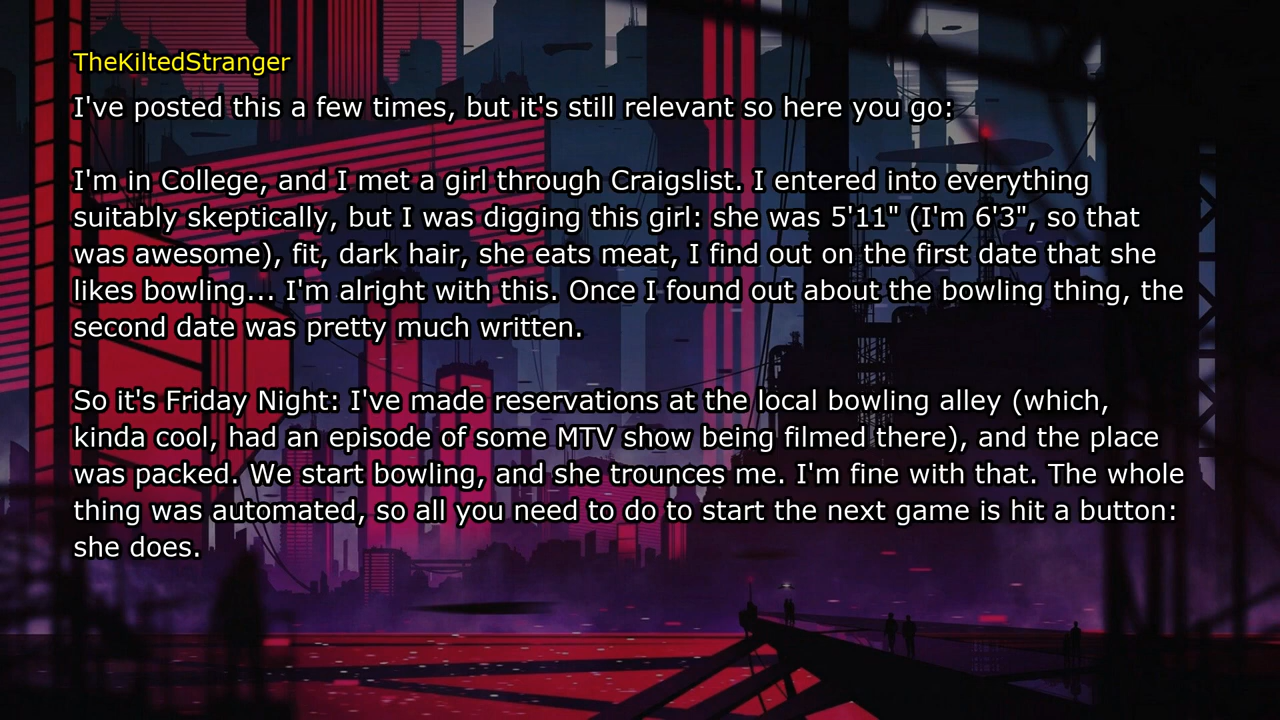 TheKiltedStranger
I've posted this a few times, but it's still relevant so here you go:
I'm in College, and I met a girl through Craigslist. I entered into everything
suitably skeptically, but I was digging this girl: she was 5'11" (I'm 6'3", so that
was awesome), fit, dark hair, she eats meat, I find out on the first date that she
likes bowling... I'm alright with this. Once I found out about the bowling thing, the
second date was pretty much written.
So it's Friday Night: I've made reservations at the local bowling alley (which,
kinda cool, had an episode of some MTV show being filmed there), and the place
was packed. We start bowling, and she trounces me. I'm fine with that. The whole
thing was automated, so all you need to do to start the next game is hit a button:
she does.